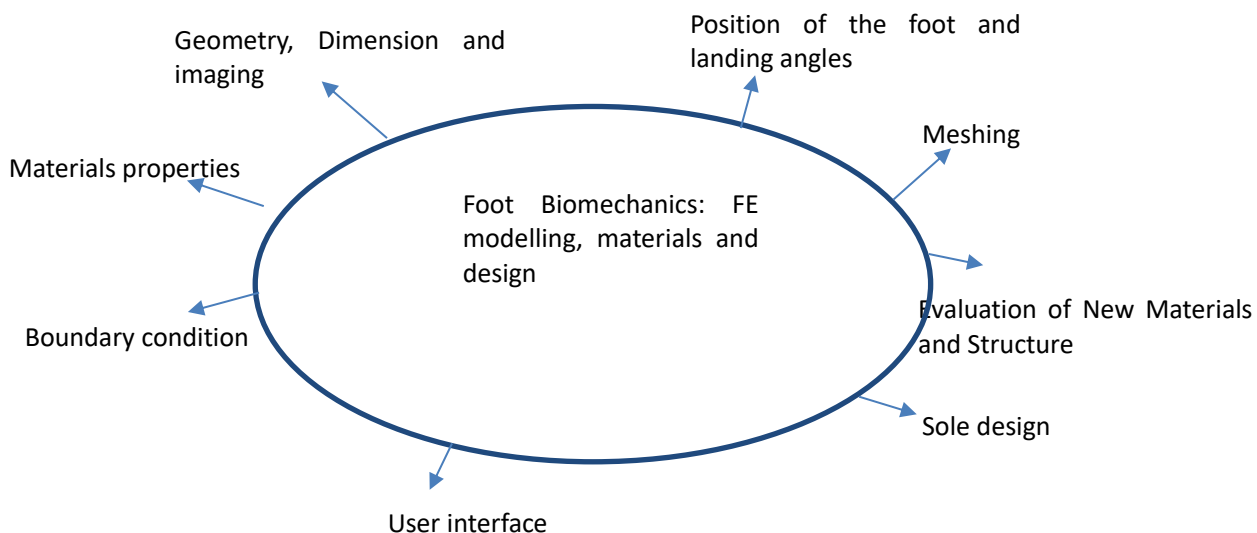 Geometry, Dimension and
imaging
Position of the foot and
landing angles
Meshing
Materials properties
Foot Biomechanics: FE
modelling, materials and
design
Evaluation of New Materials
and Structure
Boundary condition
Sole design
User interface